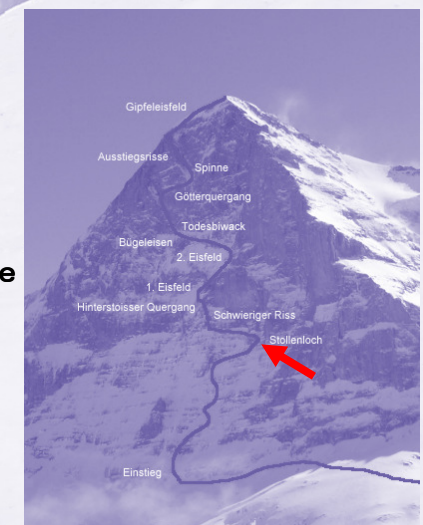 Gipfeleisfeld
Ausstiegsrisse
Spinne
Götterquergang
Todesbiwack
Bügeleisen
2. Eisfeld
e
1. Eisfeld
Hinterstoisser Quergang
Schwieriger Riss
Stollenloch
Einstieg